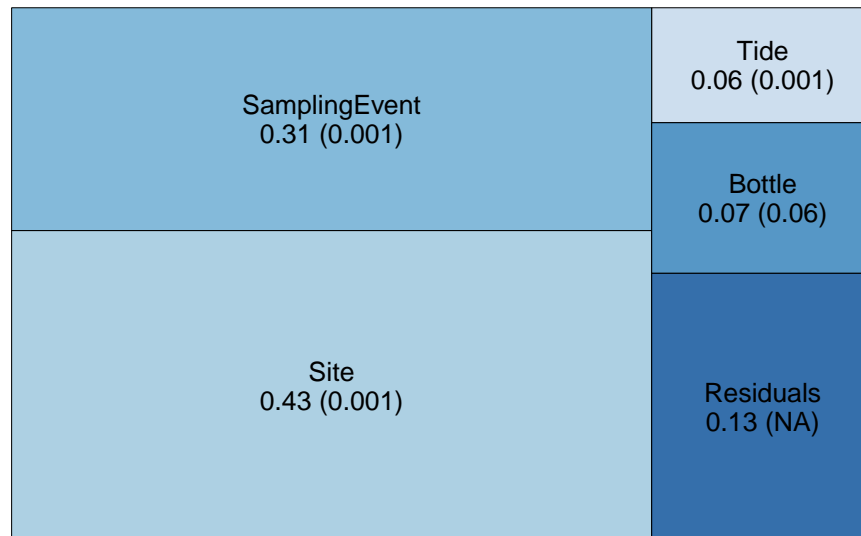 SamplingEvent
0.31 (0.001)
Site
0.43 (0.001)
Tide
0.06 (0.001)
Bottle
0.07 (0.06)
Residuals
0.13 (NA)